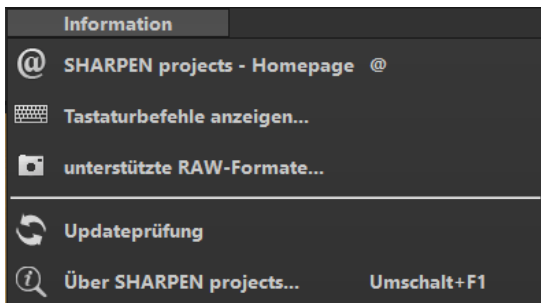 Information
SHARPEN projects - Homepage @
Tastaturbefehle anzeigen...
unterstützte RAW-Formate...
Updateprüfung
Über SHARPEN projects... Umschalt+F1